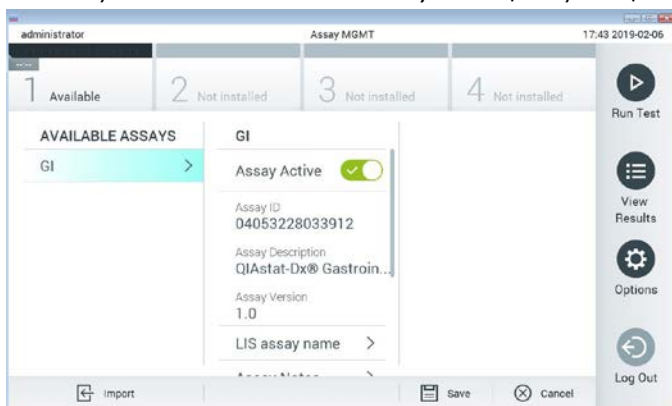 administrator Assay MGMT 17:43 2019-02-06
1 Available 2 Not installed 3 Not installed 4 Not installed
Run Test
AVAILABLE ASSAYS GI
GI Assay Active
Assay ID
04053228033912
Assay Description
QIAstat-Dx® Gastroin...
Assay Version
1.0
LIS assay name
View
Results
Options
Import Save Cancel
Log Out